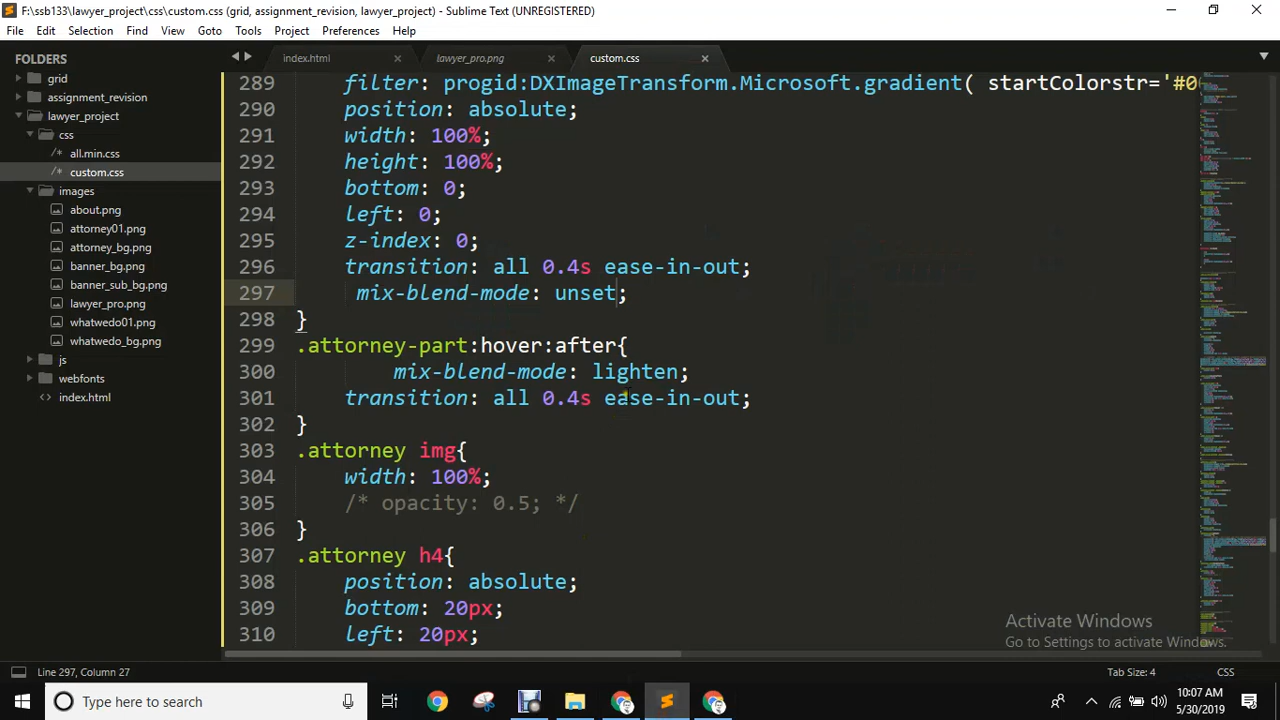 F:\ssb133\lawyer_project\css\custom.css (grid, assignment_revision, lawyer_project) - Sublime Text (UNREGISTERED)
File Edit Selection Find View Goto Tools Project Preferences Help
FOLDERS
grid
assignment_revision
lawyer_project
css
/* all.min.css
/* custom.css
images
about.png
attorney01.png
attorney_bg.png
banner_bg.png
banner_sub_bg.png
lawyer_pro.png
whatwedo01.png
whatwedo_bg.png
js
webfonts
<> index.html
index.html lawyer_pro.png custom.css
289 filter: progid:DXImageTransform.Microsoft.gradient( startColorstr='#0
290 position: absolute;
291 width: 100%;
292 height: 100%;
293 bottom: 0;
294 left: 0;
295 z-index: 0;
296 transition: all 0.4s ease-in-out;
297 mix-blend-mode: unset;
298 }
299 .attorney-part:hover:after{
300 mix-blend-mode: lighten;
301 transition: all 0.4s ease-in-out;
302 }
303 .attorney img{
304 width: 100%;
305 /* opacity: 0.5; */
306 }
307 .attorney h4{
308 position: absolute;
309 bottom: 20px;
310 left: 20px;
Activate Windows
Go to Settings to activate Windows.
Line 297, Column 27
Tab Size: 4
CSS
Type here to search
10:07 AM
5/30/2019